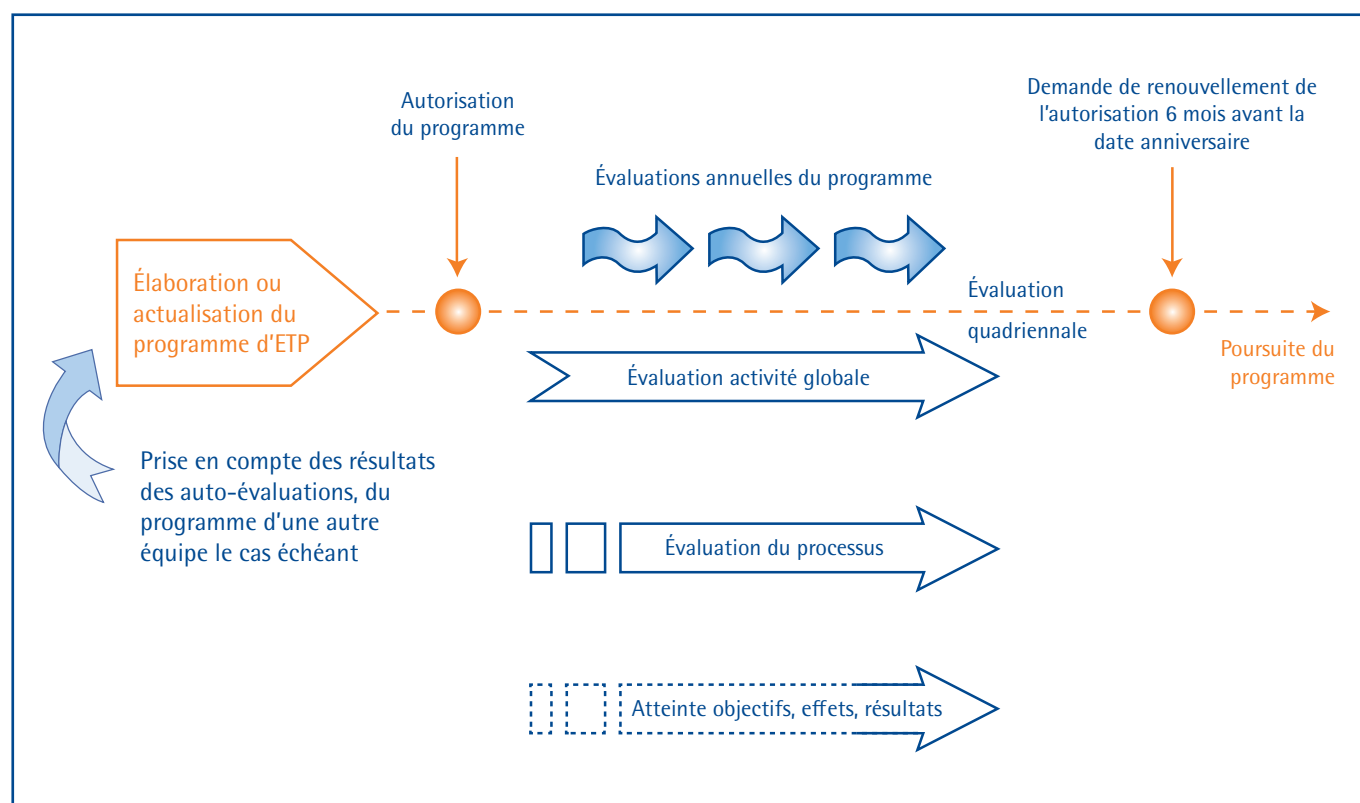 Autorisation
du programme
Demande de renouvellement de
l'autorisation 6 mois avant la
date anniversaire
Évaluations annuelles du programme
Élaboration ou
actualisation du
programme d'ETP
Évaluation
quadriennale
Poursuite du
programme
Évaluation activité globale
Prise en compte des résultats
des auto-évaluations, du
programme d'une autre
équipe le cas échéant
Évaluation du processus
Atteinte objectifs, effets, résultats